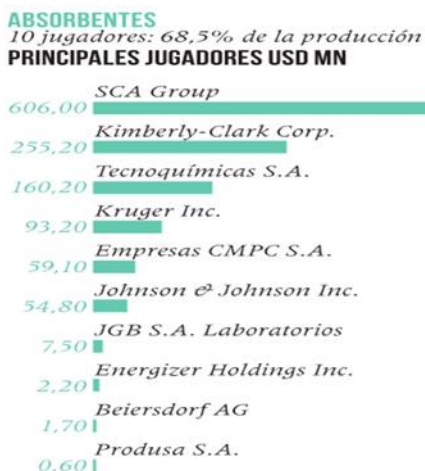 ABSORBENTES
10 jugadores: 68,5% de la producción
PRINCIPALES JUGADORES USD MN
SCA Group
606,00
Kimberly-Clark Corp.
255,20
Tecnoquímicas S.A.
160,20
Kruger Inc.
93,20
Empresas CMPC S.A.
59,10
Johnson & Johnson Inc.
54,80
JGB S.A. Laboratorios
7,50
Energizer Holdings Inc.
2,20
Beiersdorf AG
1,70
Produsa S.A.
0,60